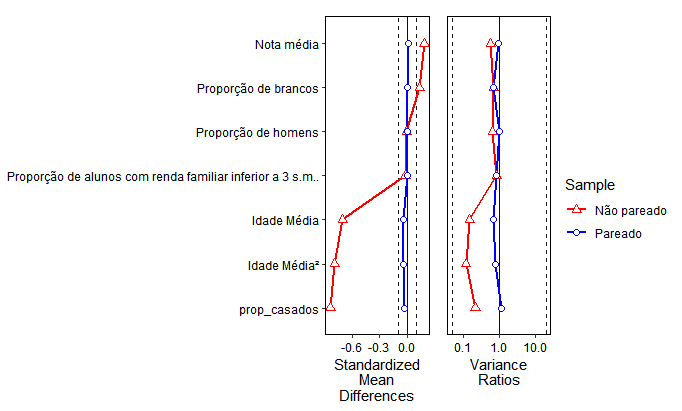 Nota média
Proporção de brancos
Proporção de homens
Proporção de alunos com renda familiar inferior a 3 s.m..
Idade Média
Idade Média²
prop_casados
-0.6 -0.3 0.0
Standardized
Mean
Differences
0.1 1.0 10.0
Variance
Ratios
Sample
Não pareado
Pareado